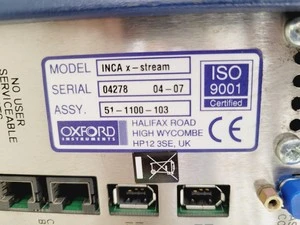 NO USER
SERVICEABLE
MODEL INCA x-stream
SERIAL 04278 04-07
ASSY. 51-1100-103
ISO
9001
Certified
OXFORD
INSTRUMENTS
HALIFAX ROAD
HIGH WYCOMBE
HP12 3SE, UK
CE